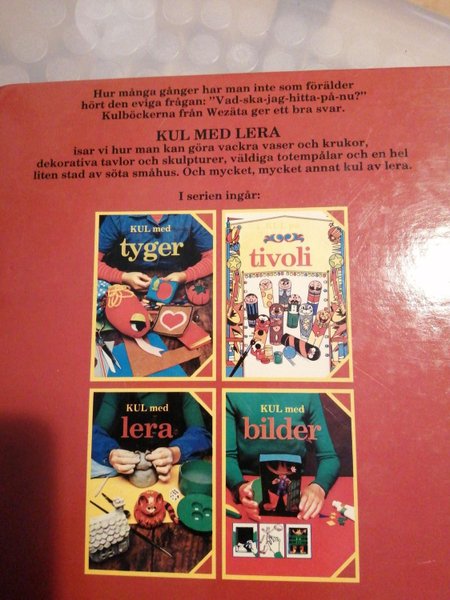 Hur många gånger har man inte som förälder
hört den eviga frågan: "Vad-ska-jag-hitta-på-nu?"
Kulböckerna från Wezäta ger ett bra svar.
KUL MED LERA
isar vi hur man kan göra vackra vaser och krukor,
dekorativa tavlor och skulpturer, väldiga totempålar och en hel
liten stad av söta småhus. Och mycket, mycket annat kul av lera.
I serien ingår:
KUL med
tyger
KUL med
tivoli
KUL med
lera
KUL med
bilder